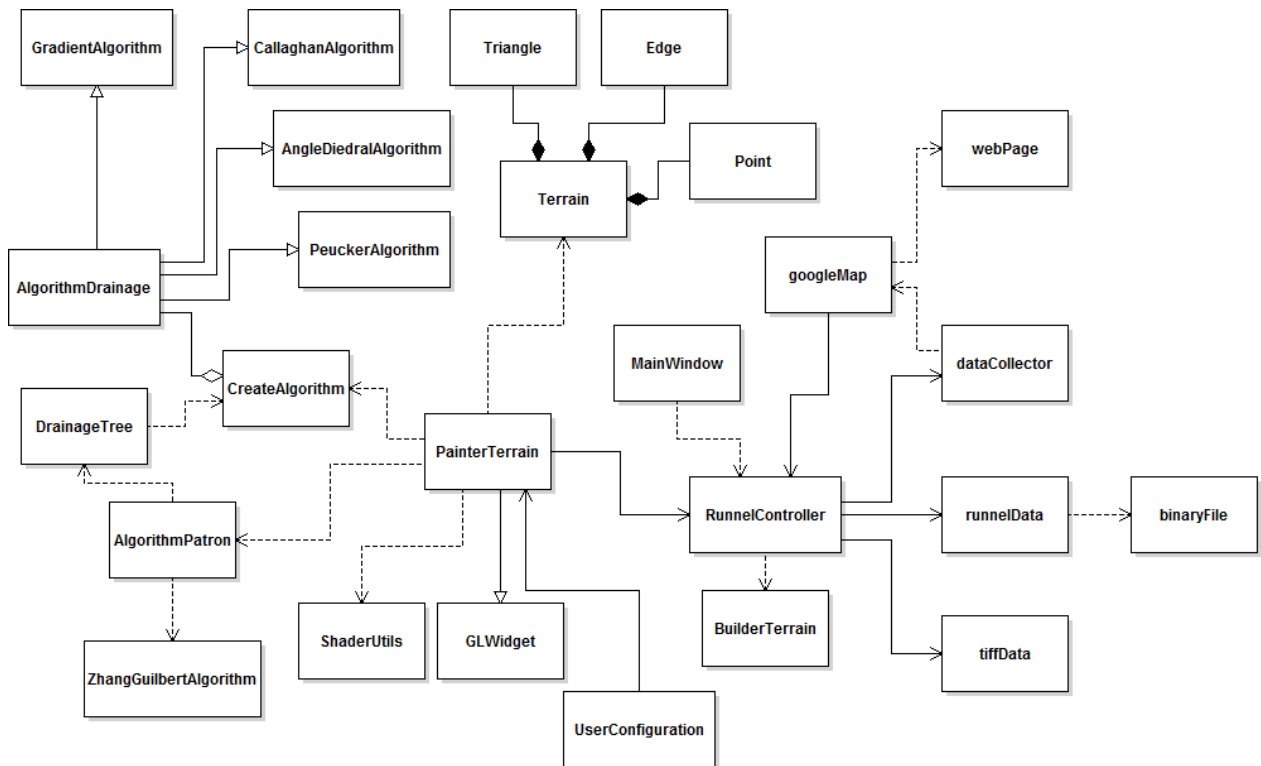 GradientAlgorithm
CallaghanAlgorithm
Triangle
Edge
AngleDiedralAlgorithm
Terrain
Point
webPage
PeuckerAlgorithm
AlgorithmDrainage
googleMap
CreateAlgorithm
MainWindow
dataCollector
DrainageTree
PainterTerrain
AlgorithmPatron
RunnelController
runnelData
binaryFile
ZhangGuilbertAlgorithm
ShaderUtils
GLWidget
BuilderTerrain
tiffData
UserConfiguration